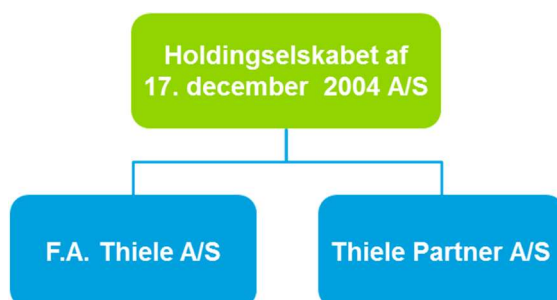 Holdingselskabet af
17. december 2004 A/S
F.A. Thiele A/S
Thiele Partner A/S